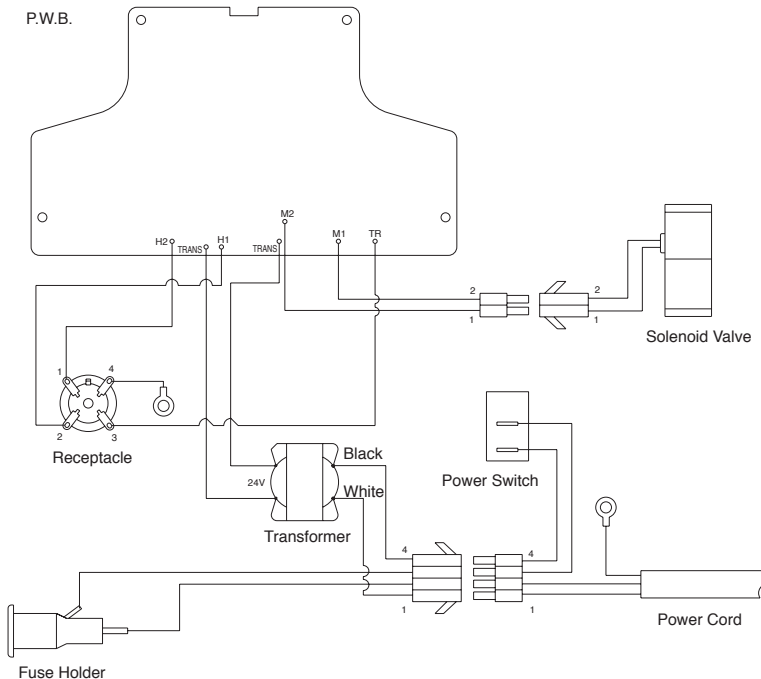 P.W.B.
M2
H2
TRANS
H1
TRANS
M1
TR
2
1
2
1
Solenoid Valve
1
4
2
3
Receptacle
24V
Black
White
Transformer
Power Switch
4
1
4
1
Power Cord
Fuse Holder